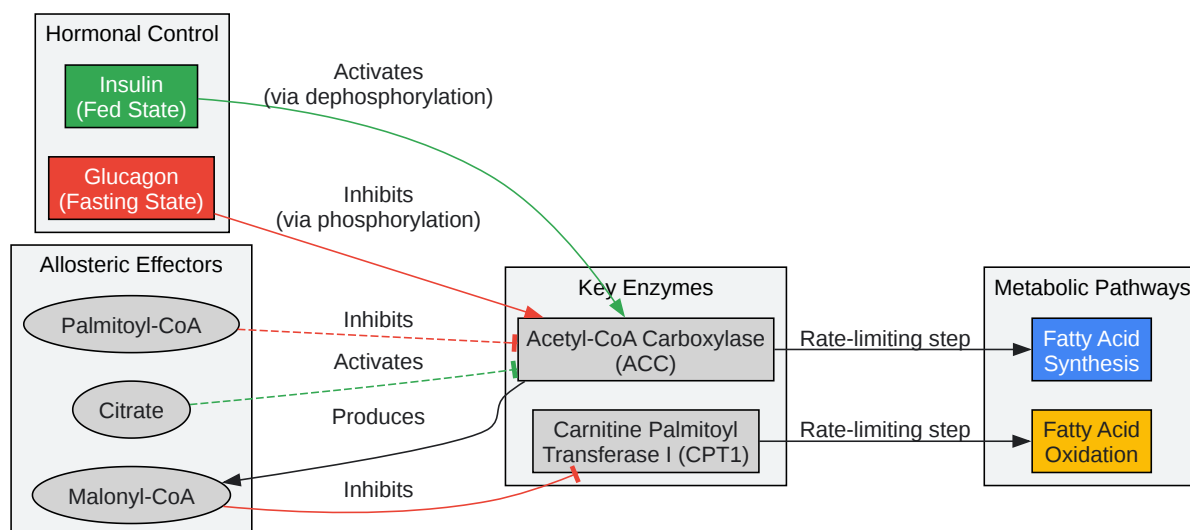 Hormonal Control
Insulin
(Fed State)
Glucagon
(Fasting State)
Activates
(via dephosphorylation)
Inhibits
(via phosphorylation)
Allosteric Effectors
Palmitoyl-CoA
Citrate
Malonyl-CoA
Inhibits
Activates
Produces
Inhibits
Key Enzymes
Acetyl-CoA Carboxylase
(ACC)
Carnitine Palmitoyl
Transferase I (CPT1)
Rate-limiting step
Rate-limiting step
Metabolic Pathways
Fatty Acid
Synthesis
Fatty Acid
Oxidation